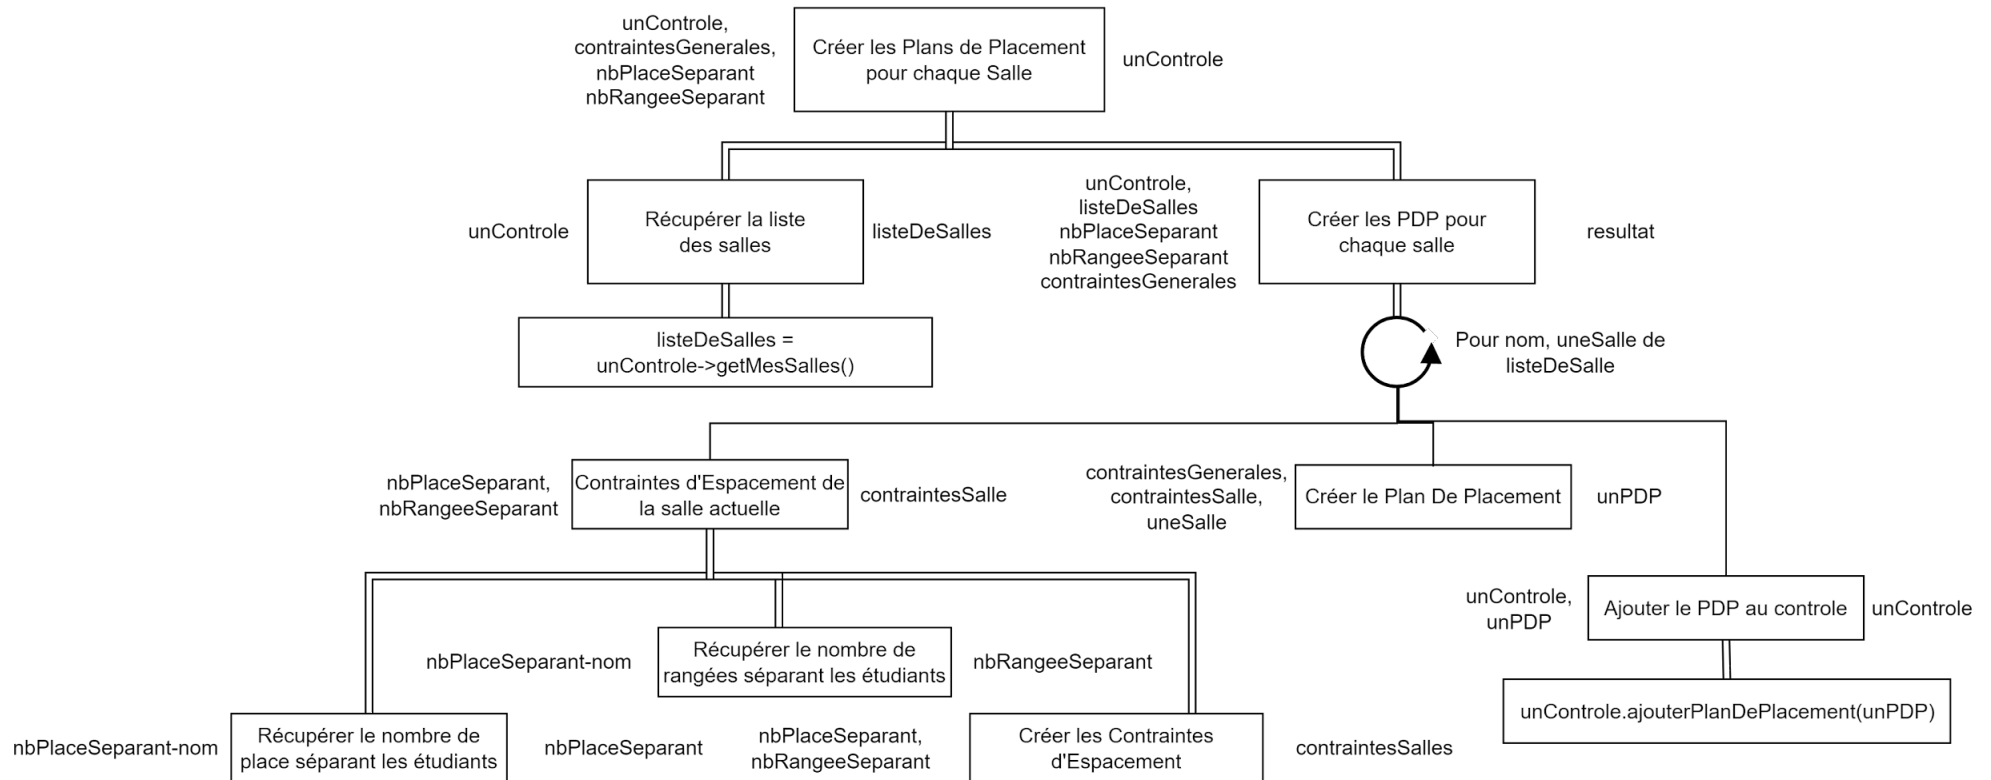 unControle,
contraintesGenerales,
nbPlaceSeparant
nbRangeeSeparant
Créer les Plans de Placement
pour chaque Salle
unControle
unControle
Récupérer la liste
des salles
listeDeSalles
unControle,
listeDeSalles
nbPlaceSeparant
nbRangeeSeparant
contraintesGenerales
Créer les PDP pour
chaque salle
resultat
listeDeSalles =
unControle->getMesSalles()
Pour nom, uneSalle de
listeDeSalle
nbPlaceSeparant,
nbRangeeSeparant
Contraintes d'Espacement de
la salle actuelle
contraintesSalle
contraintesGenerales,
contraintesSalle,
uneSalle
Créer le Plan De Placement
unPDP
unControle,
unPDP
Ajouter le PDP au controle
unControle
nbPlaceSeparant-nom
Récupérer le nombre de
rangées séparant les étudiants
nbRangeeSeparant
unControle.ajouterPlanDePlacement(unPDP)
nbPlaceSeparant-nom
Récupérer le nombre de
place séparant les étudiants
nbPlaceSeparant
nbPlaceSeparant,
nbRangeeSeparant
Créer les Contraintes
d'Espacement
contraintesSalles